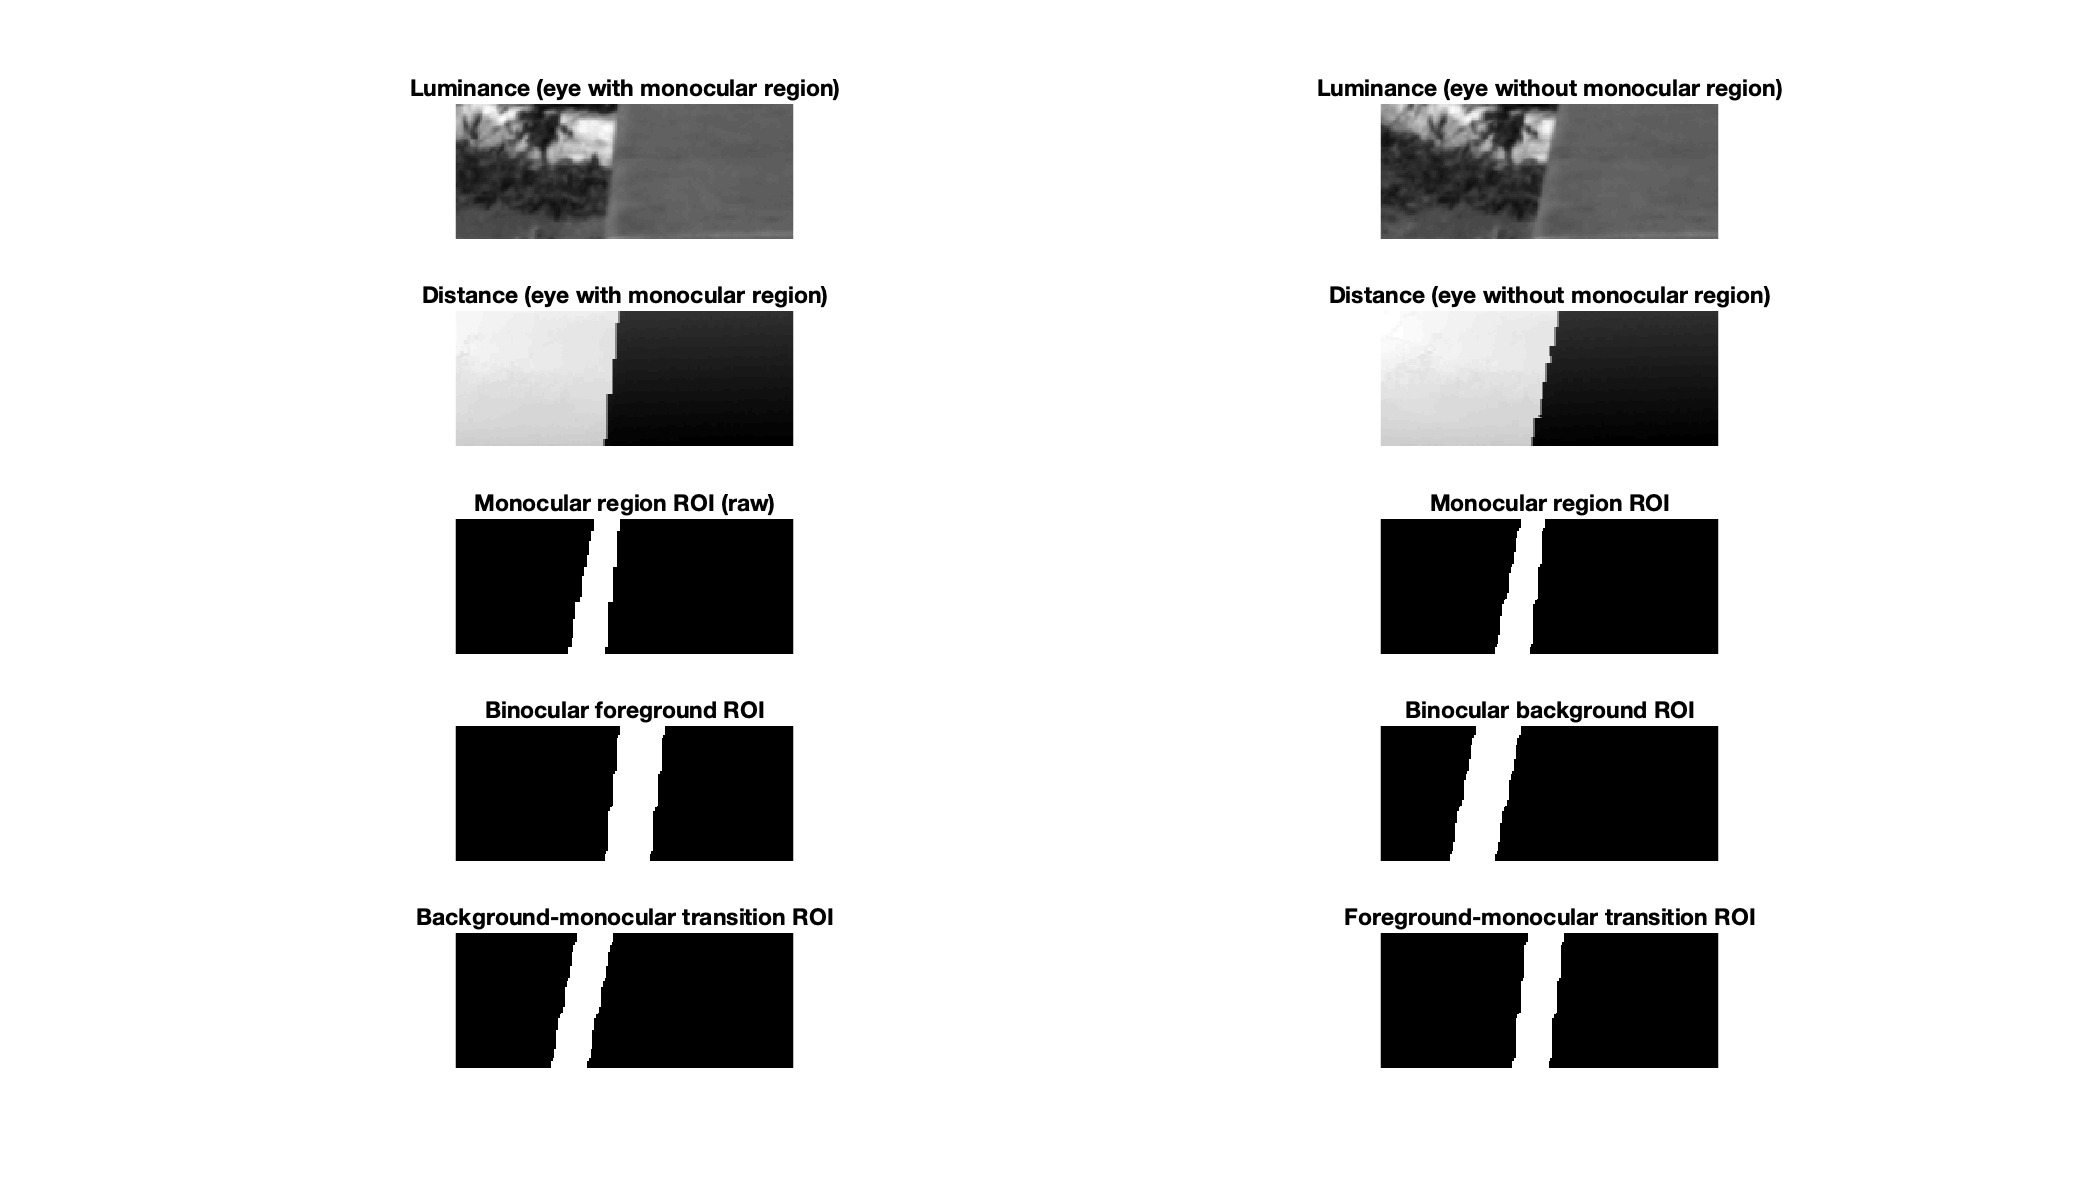 Luminance (eye with monocular region)
Luminance (eye without monocular region)
Distance (eye with monocular region)
Distance (eye without monocular region)
Monocular region ROI (raw)
Monocular region ROI
Binocular foreground ROI
Binocular background ROI
Background-monocular transition ROI
Foreground-monocular transition ROI